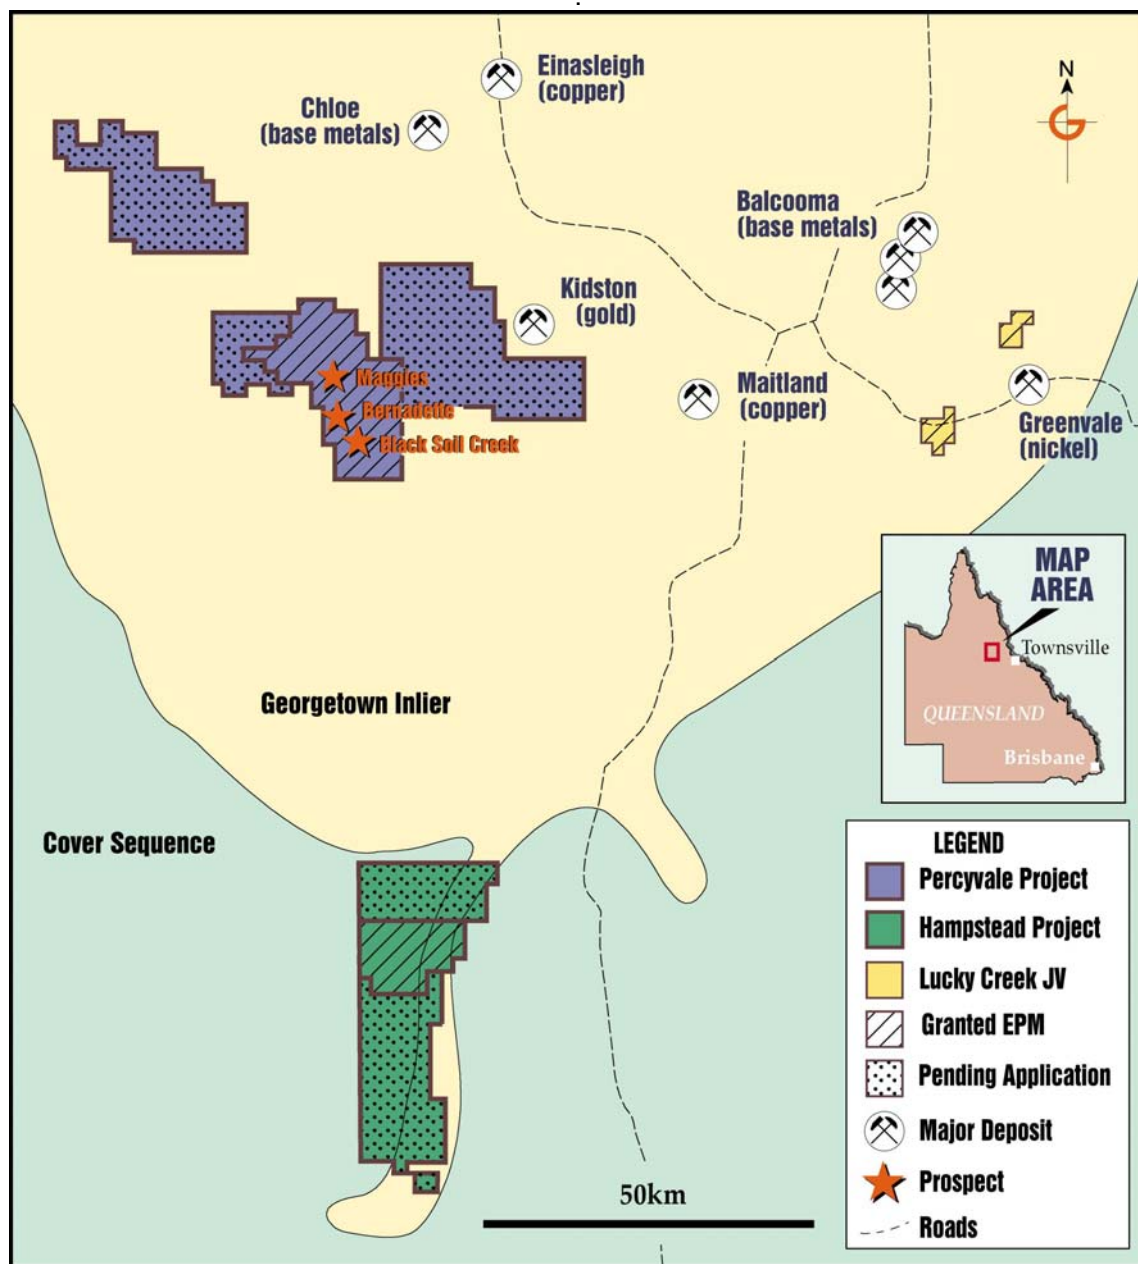 Einasleigh
(copper)
N
Chloe
(base metals)
Balcooma
(base metals)
Kidston
(gold)
Maggies
Bernadette
Black Soil Creek
Maitland
(copper)
Greenvale
(nickel)
MAP
AREA
Townsville
QUEENSLAND
Brisbane
Georgetown Inlier
Cover Sequence
LEGEND
Percyvale Project
Hampstead Project
Lucky Creek JV
Granted EPM
Pending Application
Major Deposit
Prospect
Roads
50km